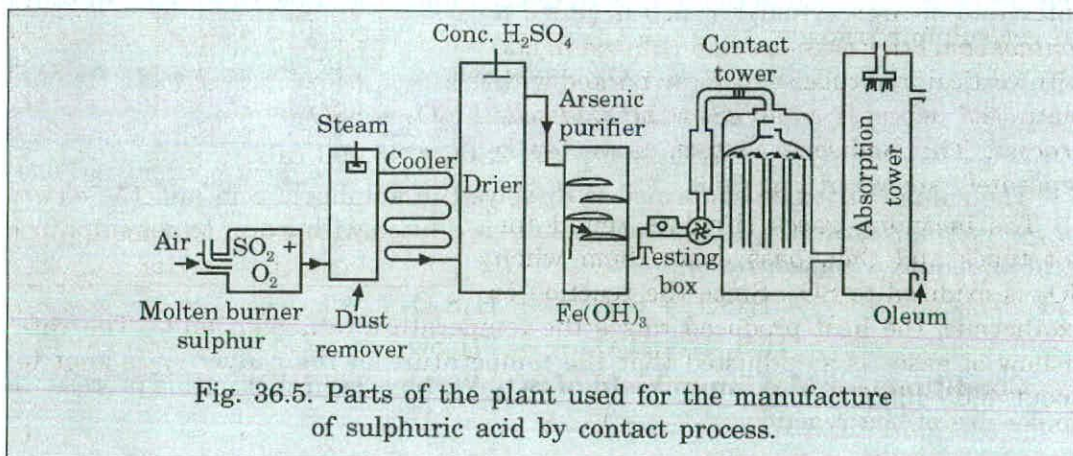 Conc. H₂SO₄
Contact
tower
Arsenic
purifier
Steam
Cooler
Drier
Absorption
tower
Air
SO₂ +
O₂
Testing
box
Molten burner
sulphur
Dust
remover
Fe(OH)₃
Oleum
Fig. 36.5: Parts of the plant used for the manufacture
of sulphuric acid by contact process.